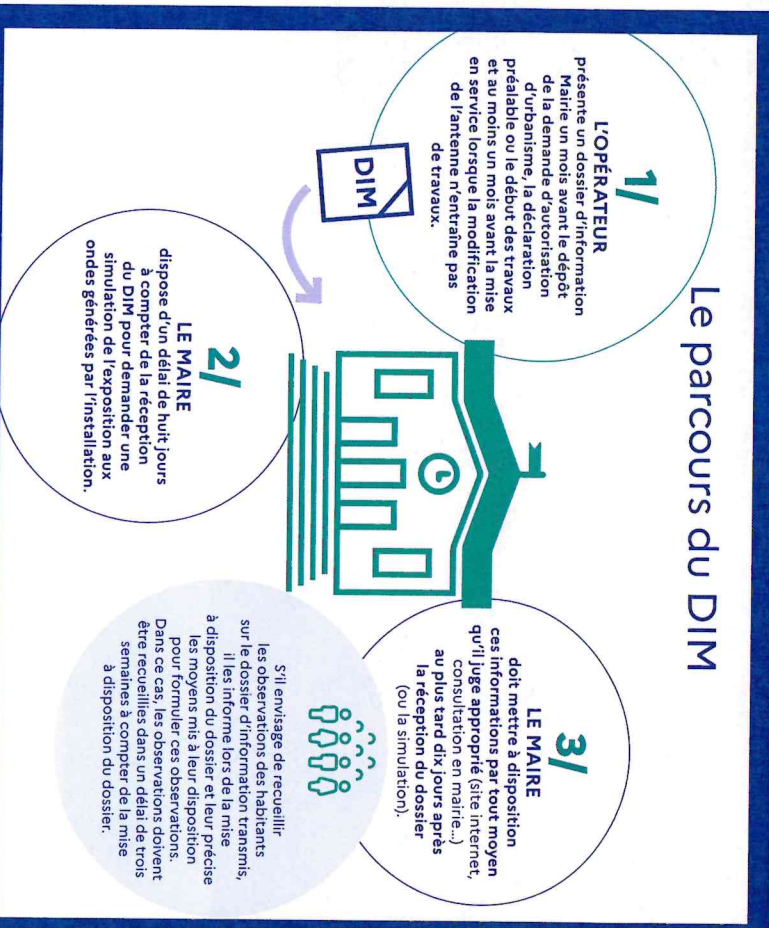 Le parcours du DIM
1/
L'OPÉRATEUR
présente un dossier d'information
Mairie un mois avant le dépôt
de la demande d'autorisation
d'urbanisme, la déclaration
préalable ou le début des travaux
et au moins un mois avant la mise
en service lorsque la modification
de l'antenne n'entraîne pas
de travaux.
DIM
2/
LE MAIRE
dispose d'un délai de huit jours
à compter de la réception
du DIM pour demander une
simulation de l'exposition aux
ondes générées par l'installation.
3/
LE MAIRE
doit mettre à disposition
ces informations par tout moyen
qu'il juge approprié (site internet,
consultation en mairie...)
au plus tard dix jours après
la réception du dossier
(ou la simulation).
S'il envisage de recueillir
les observations des habitants
sur le dossier d'information transmis,
il les informe lors de la mise
à disposition du dossier et leur précise
les moyens mis à leur disposition
pour formuler ces observations.
Dans ce cas, les observations doivent
être recueillies dans un délai de trois
semaines à compter de la mise
à disposition du dossier.